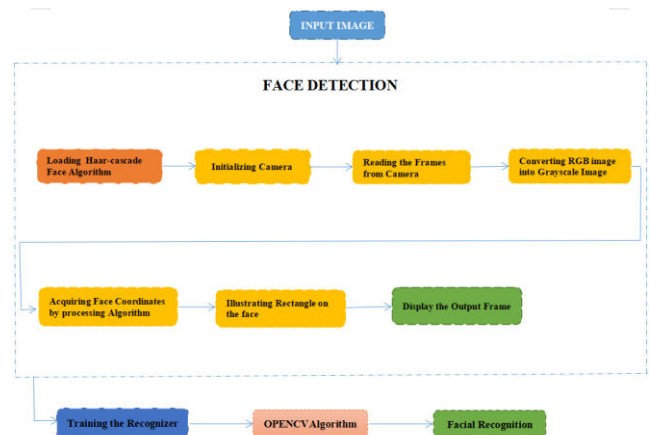 INPUT IMAGE
FACE DETECTION
Loading Haar-cascade
Face Algorithm
Initializing Camera
Reading the Frames
from Camera
Converting RGB image
into Grayscale Image
Acquiring Face Coordinates
by processing Algorithm
Illustrating Rectangle on
the face
Display the Output Frame
Training the Recognizer
OPENCV Algorithm
Facial Recognition